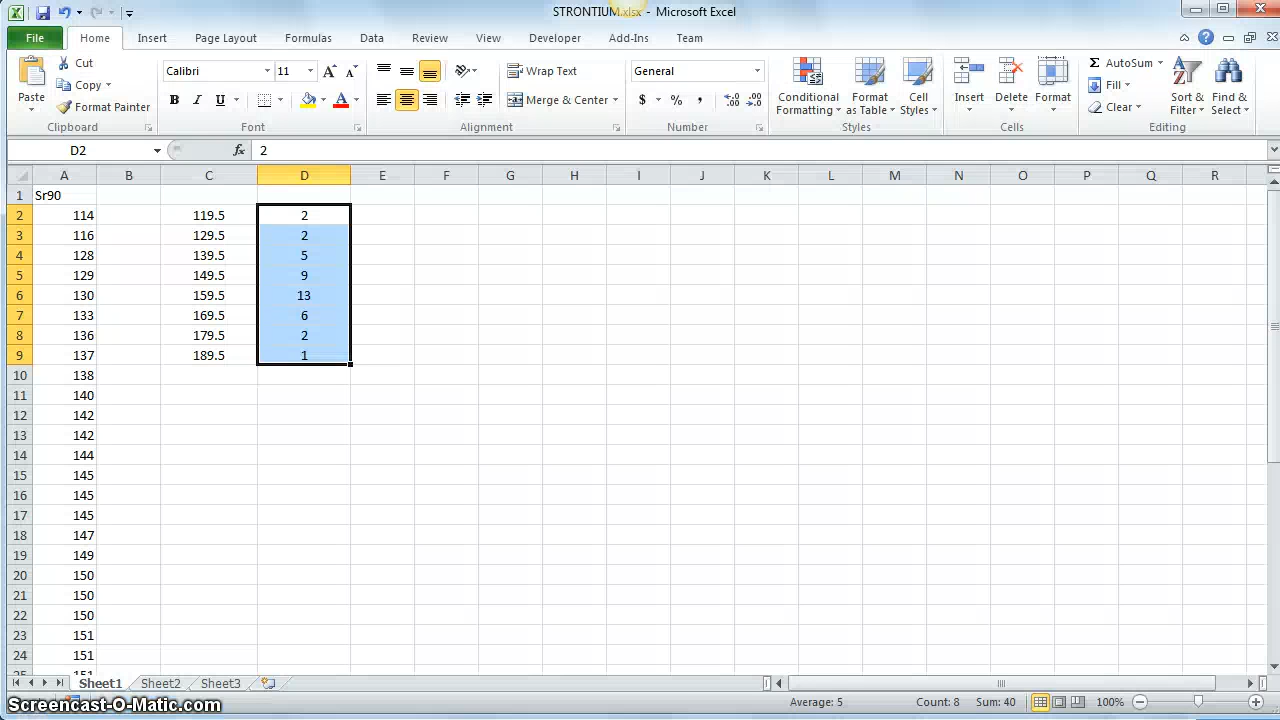 STRONTIUM.xlsx - Microsoft Excel
File Home Insert Page Layout Formulas Data Review View Developer Add-Ins Team
Paste
Cut
Copy
Format Painter
Clipboard
Calibri 11
B I U
Font
Wrap Text
Merge & Center
Alignment
General
$ % ,
Number
Conditional Formatting
Format as Table
Cell Styles
Styles
Insert Delete Format
Cells
AutoSum
Fill
Clear
Sort & Filter
Find & Select
Editing
D2 fx 2
A B C D E F G H I J K L M N O P Q R
1 Sr90
2 114 119.5 2
3 116 129.5 2
4 128 139.5 5
5 129 149.5 9
6 130 159.5 13
7 133 169.5 6
8 136 179.5 2
9 137 189.5 1
10 138
11 140
12 142
13 142
14 144
15 145
16 145
17 145
18 147
19 149
20 150
21 150
22 150
23 151
24 151
25 151
Sheet1 Sheet2 Sheet3
Screencast-O-Matic.com
Average: 5 Count: 8 Sum: 40 100%